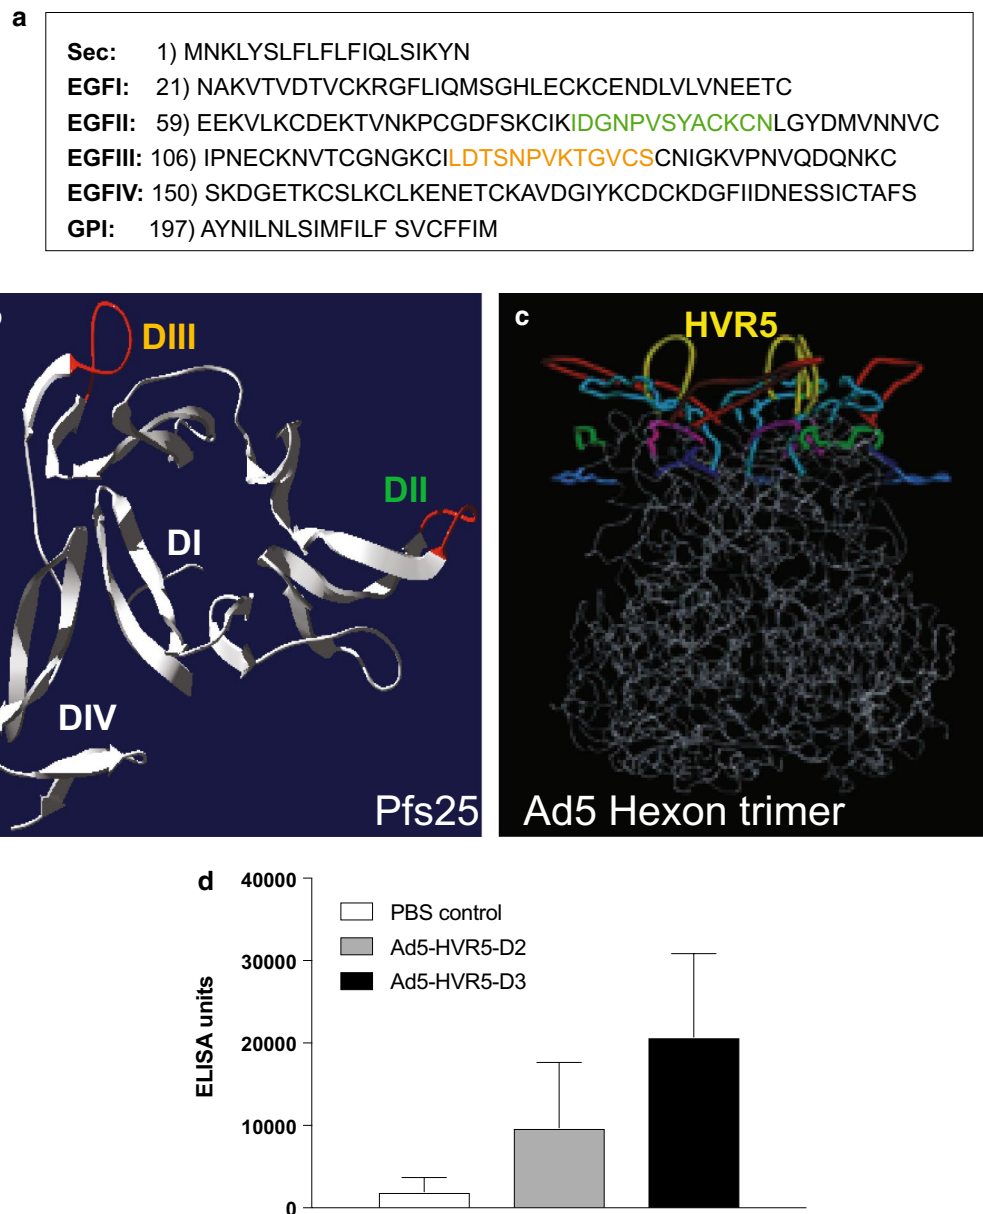 a
Sec: 1) MNKLYSLFLFLFIQLSIKYN
EGFI: 21) NAKVTVDTVCKRGFLIQMSGHLECKCENDLVLVNEETC
EGFII: 59) EEKVLKCDEKTVNKPCGDFSKCIKIDGNPVSYACKCNLGYDMVNNVC
EGFIII: 106) IPNECKNVTCGNGKCILDTSNPVKTGVCSCNIGKVPNVQDQNKC
EGFIV: 150) SKDGETKCSLKCLKENETCKAVDGIYKCDCKDGFIIDNESSICTAFS
GPI: 197) AYNILNLSIMFILF SVCFFIM
DIII
DII
DI
DIV
Pfs25
c
HVR5
Ad5 Hexon trimer
d
40000
30000
20000
10000
0
ELISA units
PBS control
Ad5-HVR5-D2
Ad5-HVR5-D3